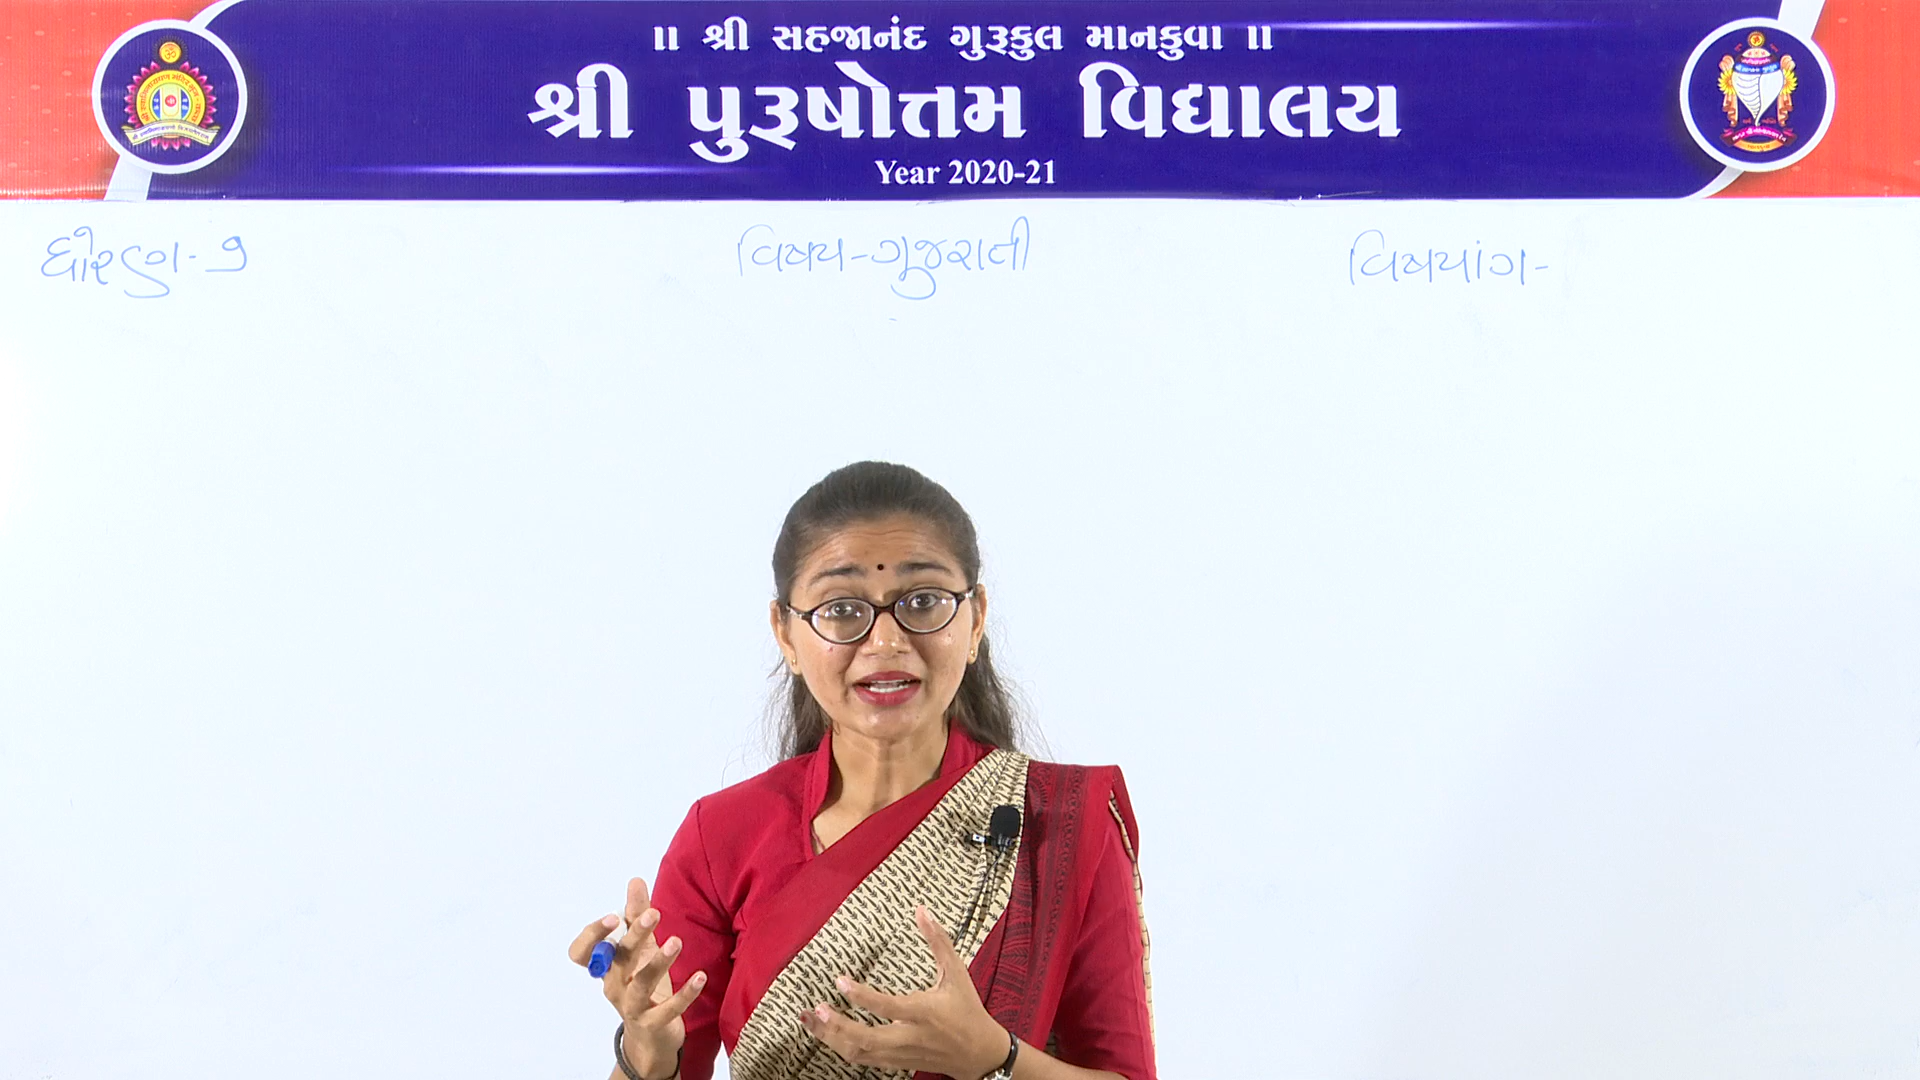 ॥ શ્રી સહજાનંદ ગુરૂકુલ માનકુવા ॥
શ્રી પુરૂષોત્તમ વિદ્યાલય
Year 2020-21
ધોરણ - ૭ વિષય - ગુજરાતી વિષયાંગ -